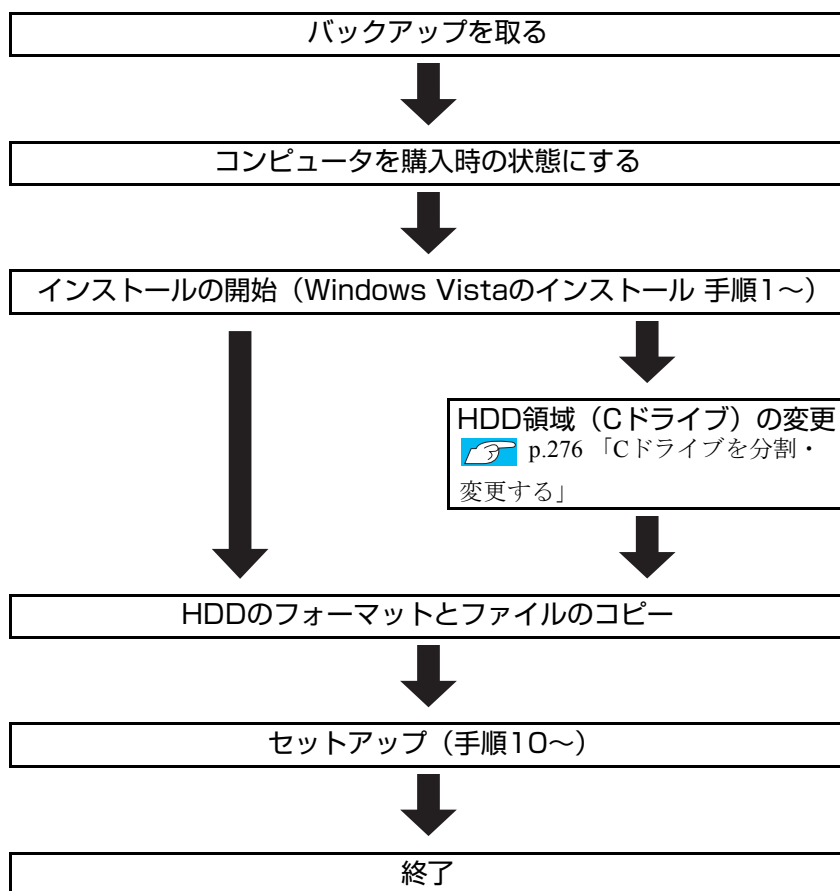 バックアップを取る
コンピュータを購入時の状態にする
インストールの開始（Windows Vistaのインストール 手順1～）
HDD領域（Cドライブ）の変更
p.276 「Cドライブを分割・
変更する」
HDDのフォーマットとファイルのコピー
セットアップ（手順10～）
終了